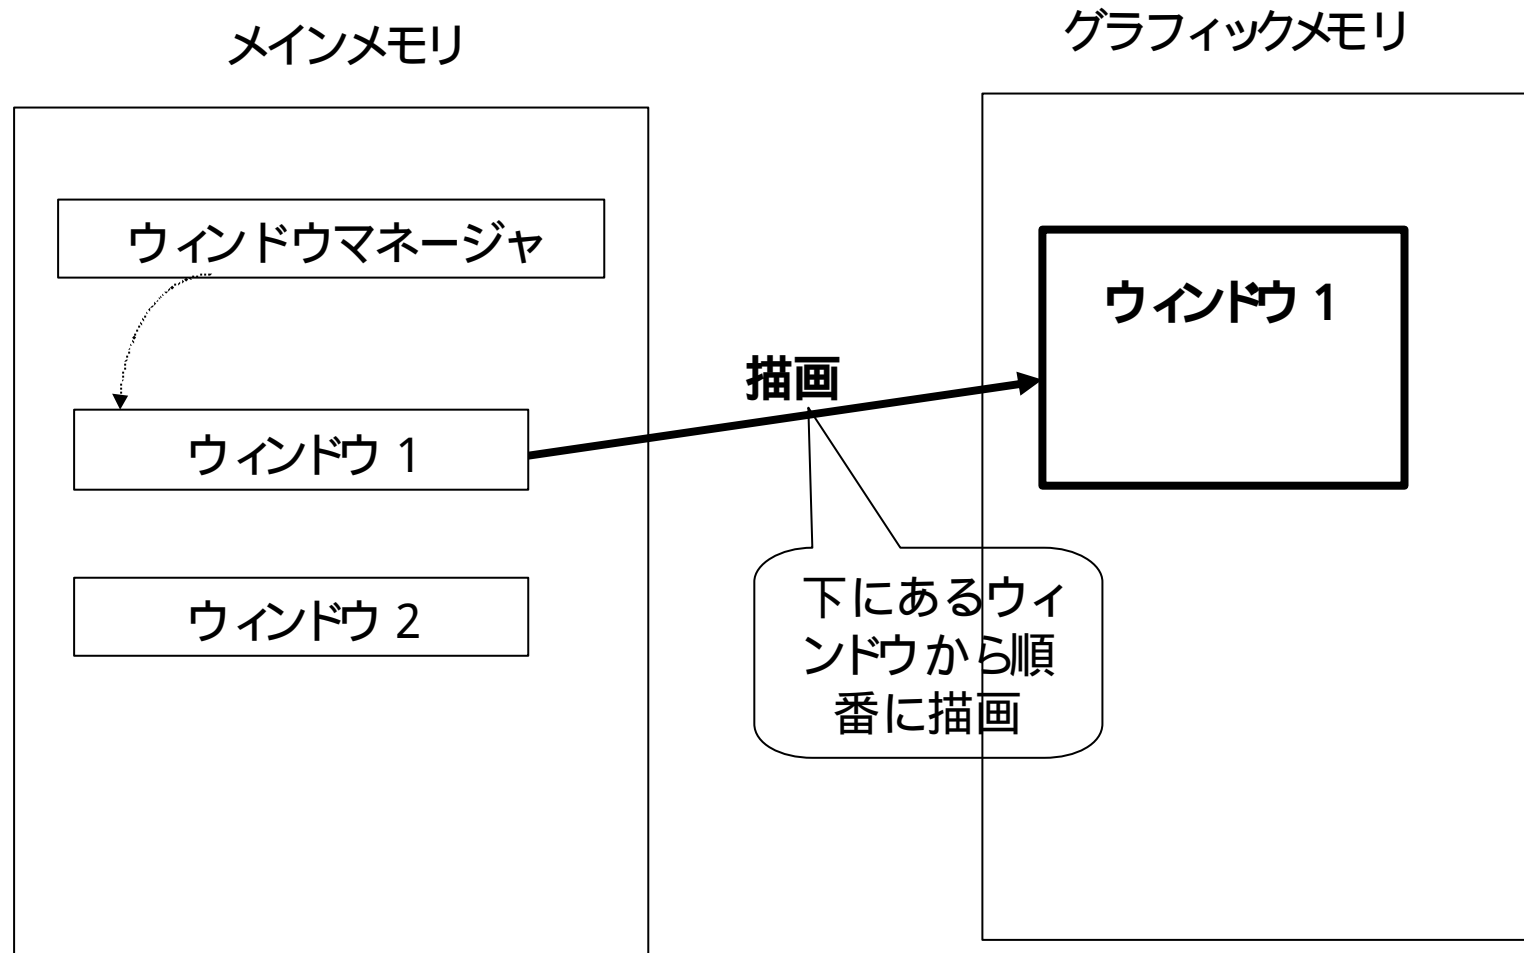 メインメモリ
グラフィックメモリ
ウィンドウマネージャ
ウィンドウ 1
ウィンドウ 2
描画
ウィンドウ 1
下にあるウィ
ンドウから順
番に描画